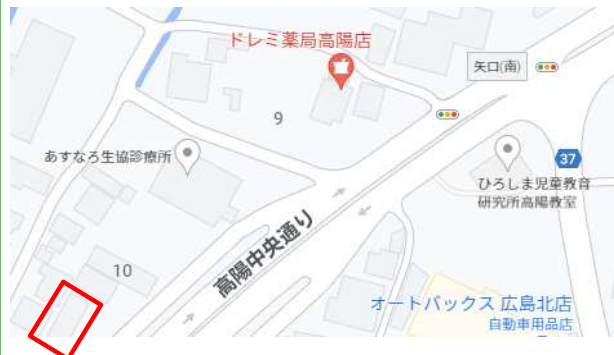 ドレミ薬局高陽店
矢口(南)
9
あすなろ生協診療所
37
ひろしま児童教育
研究所高陽教室
10
高陽中央通り
オートバックス 広島北店
自動車用品店